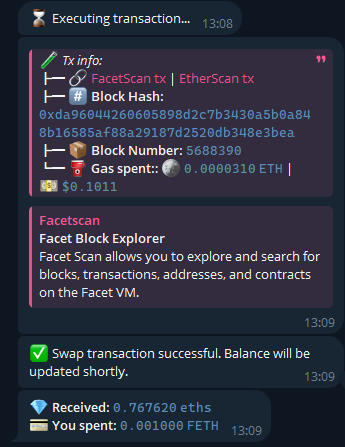 Executing transaction...
13:08
Tx info:
FacetScan tx | EtherScan tx
Block Hash:
0xda96044260605898d2c7b3430a5b0a84
8b16585af88a29187d2520db348e3bea
Block Number: 5688390
Gas spent:: 0.0000310 ETH |
$0.1011
Facetscan
Facet Block Explorer
Facet Scan allows you to explore and search for
blocks, transactions, addresses, and contracts
on the Facet VM.
13:09
Swap transaction successful. Balance will be
updated shortly.
13:09
Received: 0.767620 eths
You spent: 0.001000 FETH
13:09